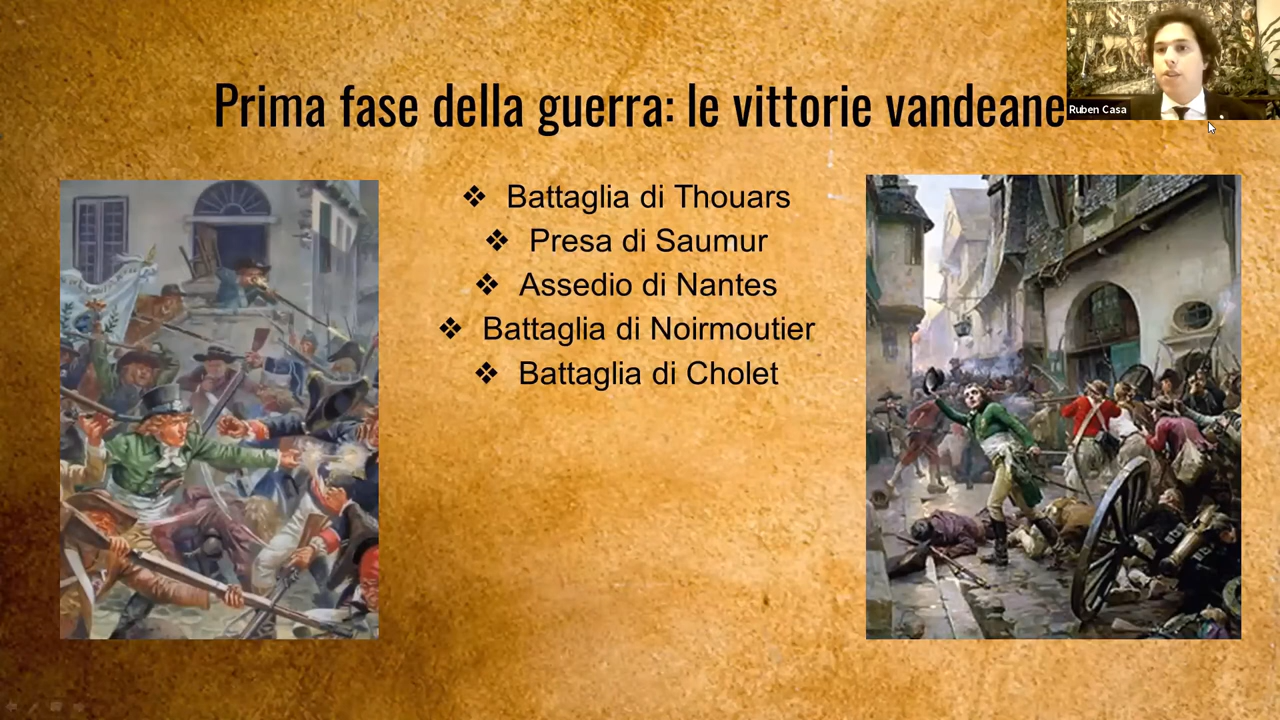 Prima fase della guerra: le vittorie vandeane
Ruben Casa
❖ Battaglia di Thouars
❖ Presa di Saumur
❖ Assedio di Nantes
❖ Battaglia di Noirmoutier
❖ Battaglia di Cholet